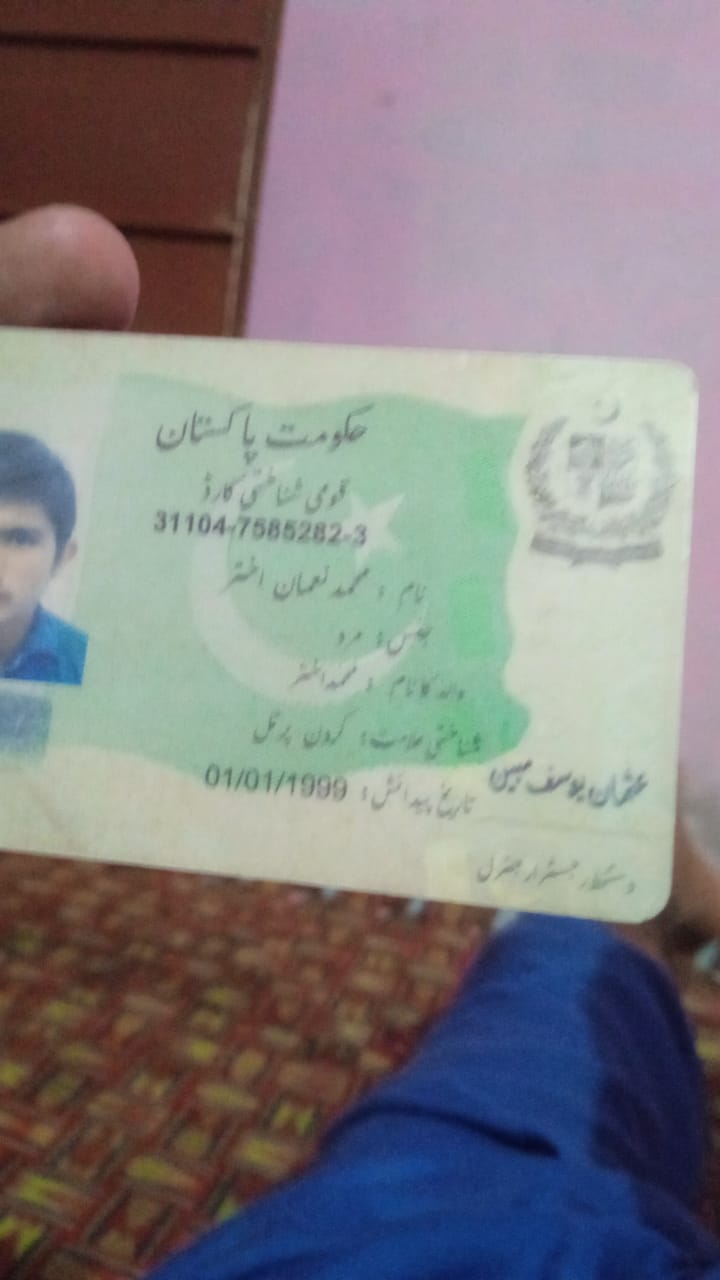 حکومت پاکستان
قومی شناختی کارڈ
31104-7585282-3
نام : محمد نعمان اختر
جنس: مرد
والد کا نام : محمد اختر
شناختی علامت: گردن پر تل
تاریخ پیدائش: 01/01/1999
عثمان یوسف مبین
دستخط رجسٹرار جنرل